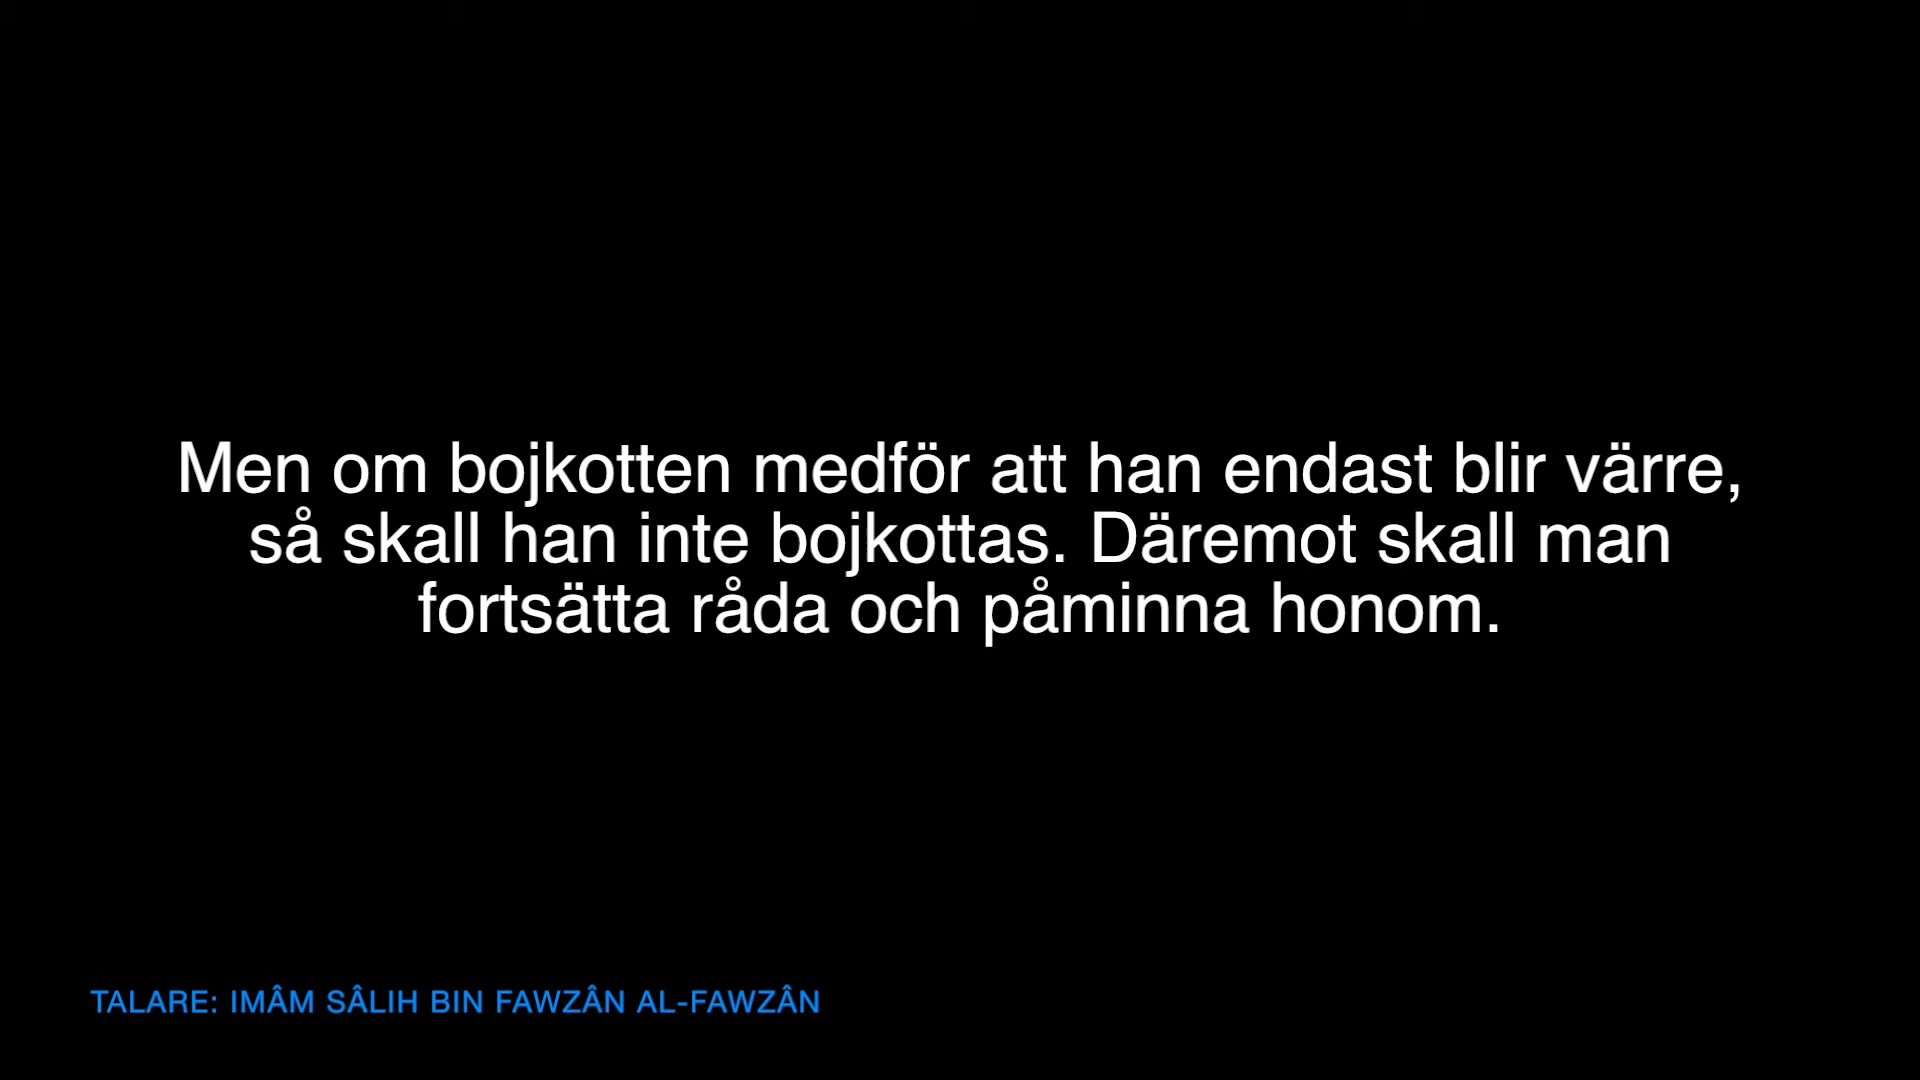 Men om bojkotten medför att han endast blir värre,
så skall han inte bojkottas. Däremot skall man
fortsätta råda och påminna honom.
TALARE: IMÂM SÂLIH BIN FAWZÂN AL-FAWZÂN